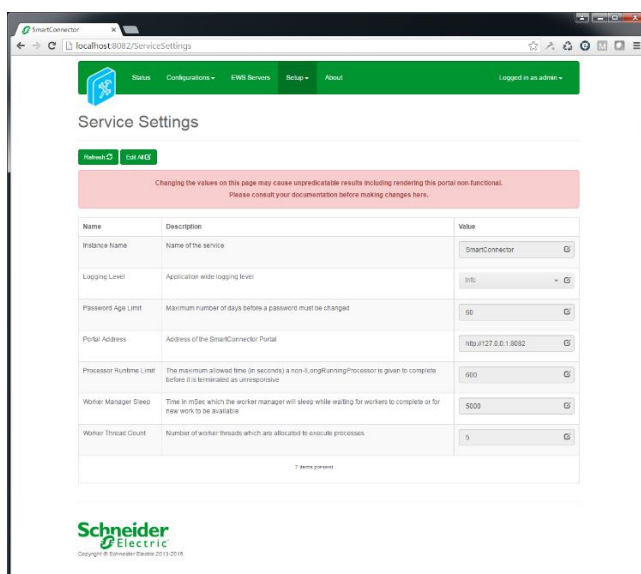 SmartConnector
localhost:8082/ServiceSettings
Status Configurations EWS Servers Setup About Logged in as admin
Service Settings
Refresh Edit All
Changing the values on this page may cause unpredicatable results including rendering this portal non functional.
Please consult your documentation before making changes here.
Name Description Value
Instance Name Name of the service SmartConnector
Logging Level Application wide logging level Info
Password Age Limit Maximum number of days before a password must be changed 60
Portal Address Address of the SmartConnector Portal http://127.0.0.1:8082
Processor Runtime Limit The maximum allowed time (in seconds) a non-ILongRunningProcessor is given to complete
before it is terminated as unresponsive 600
Worker Manager Sleep Time in mSec which the worker manager will sleep while waiting for workers to complete or for
new work to be available 5000
Worker Thread Count Number of worker threads which are allocated to execute processes 5
7 items present
Schneider
Electric
Copyright © Schneider Electric 2013-2016